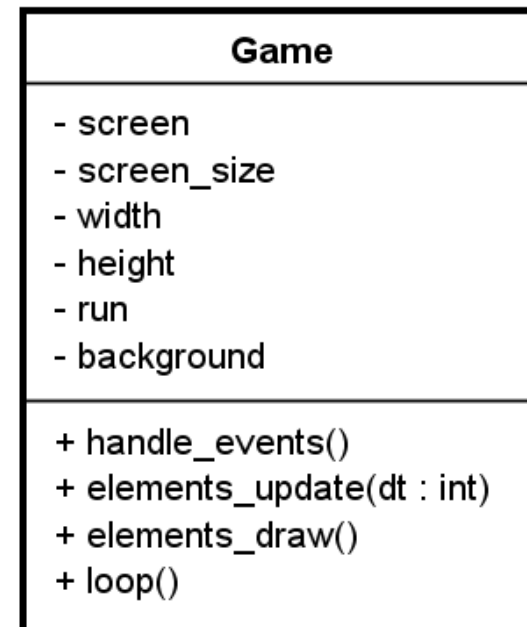 Game
- screen
- screen_size
- width
- height
- run
- background
+ handle_events()
+ elements_update(dt : int)
+ elements_draw()
+ loop()